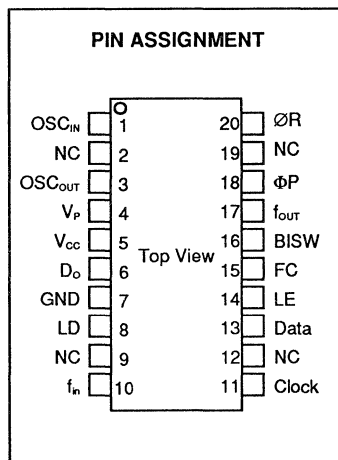 PIN ASSIGNMENT
OSC_IN 1 20 ØR
NC 2 19 NC
OSC_OUT 3 18 ΦP
V_P 4 17 f_OUT
V_CC 5 16 BISW
D_O 6 Top View 15 FC
GND 7 14 LE
LD 8 13 Data
NC 9 12 NC
f_in 10 11 Clock